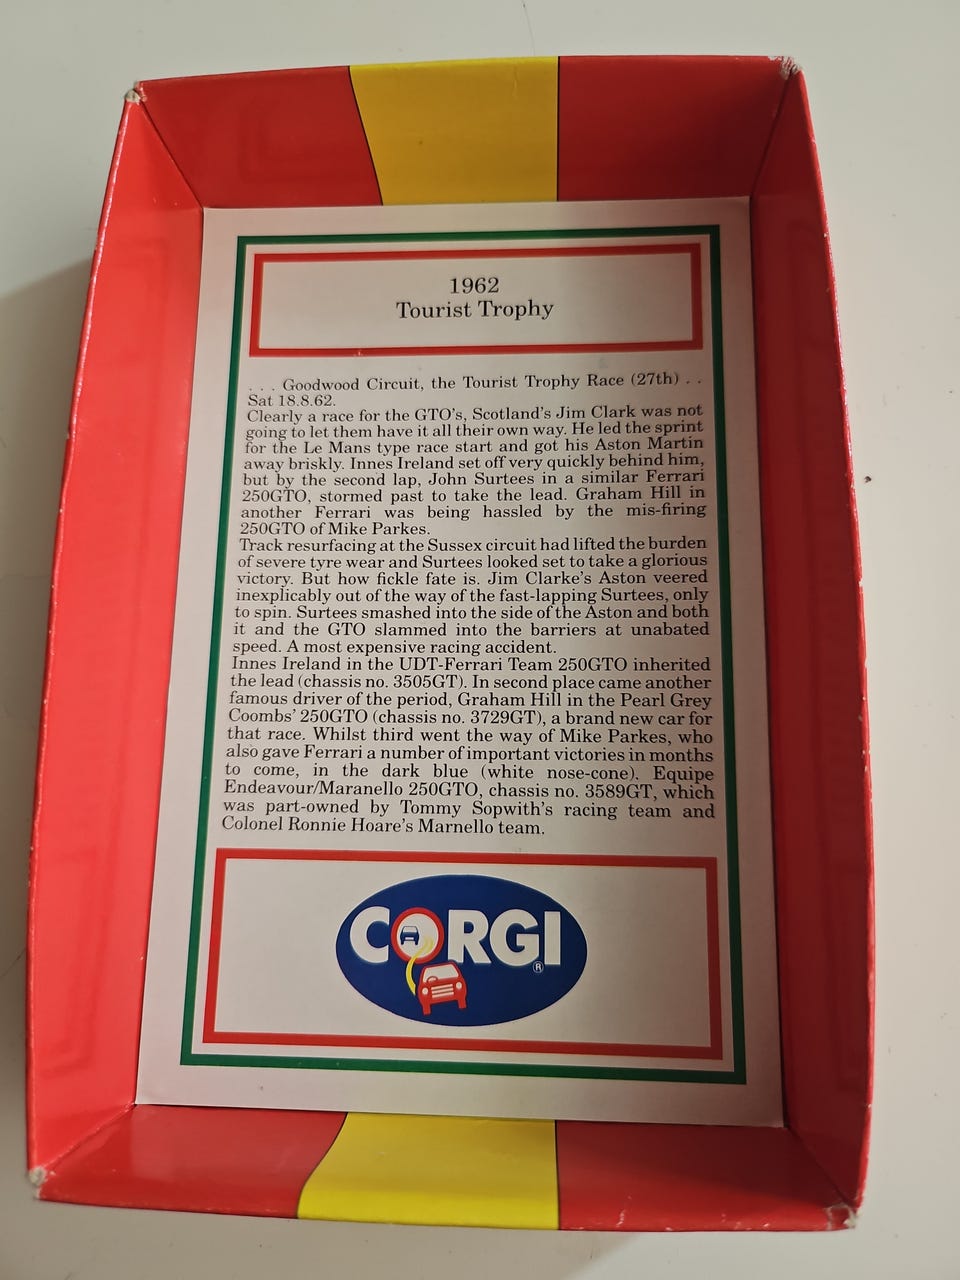 1962
Tourist Trophy
. . . Goodwood Circuit, the Tourist Trophy Race (27th) . .
Sat 18.8.62.
Clearly a race for the GTO's, Scotland's Jim Clark was not
going to let them have it all their own way. He led the sprint
for the Le Mans type race start and got his Aston Martin
away briskly. Innes Ireland set off very quickly behind him,
but by the second lap, John Surtees in a similar Ferrari
250GTO, stormed past to take the lead. Graham Hill in
another Ferrari was being hassled by the mis-firing
250GTO of Mike Parkes.
Track resurfacing at the Sussex circuit had lifted the burden
of severe tyre wear and Surtees looked set to take a glorious
victory. But how fickle fate is. Jim Clarke's Aston veered
inexplicably out of the way of the fast-lapping Surtees, only
to spin. Surtees smashed into the side of the Aston and both
it and the GTO slammed into the barriers at unabated
speed. A most expensive racing accident.
Innes Ireland in the UDT-Ferrari Team 250GTO inherited
the lead (chassis no. 3505GT). In second place came another
famous driver of the period, Graham Hill in the Pearl Grey
Coombs' 250GTO (chassis no. 3729GT), a brand new car for
that race. Whilst third went the way of Mike Parkes, who
also gave Ferrari a number of important victories in months
to come, in the dark blue (white nose-cone). Equipe
Endeavour/Maranello 250GTO, chassis no. 3589GT, which
was part-owned by Tommy Sopwith's racing team and
Colonel Ronnie Hoare's Marnello team.
CORGI
®